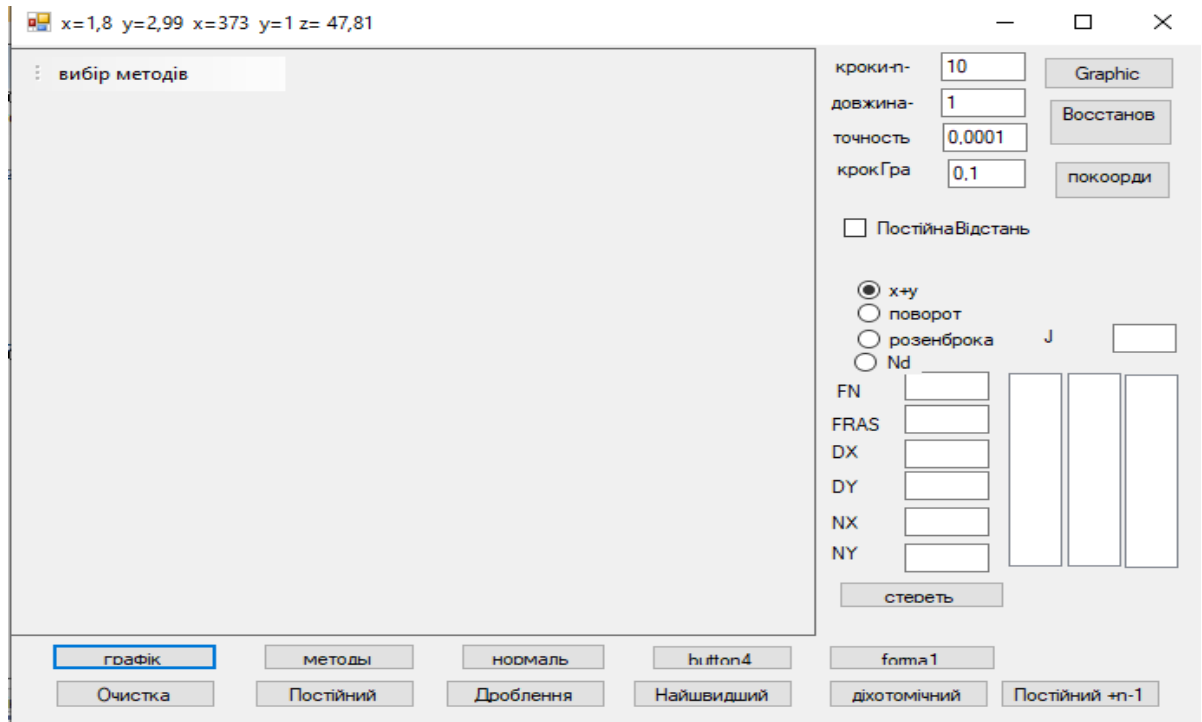 x=1,8 y=2,99 x=373 y=1 z= 47,81
вибір методів
кроки-n- 10 Graphic
довжина- 1 Восстанов
точность 0,0001
крокГра 0,1 покоорди
ПостійнаВідстань
x+y
поворот
розенброка J
Nd
FN
FRAS
DX
DY
NX
NY
стереть
графік методы нормаль button4 forma1
Очистка Постійний Дроблення Найшвидший діхотомічний Постійний +n-1